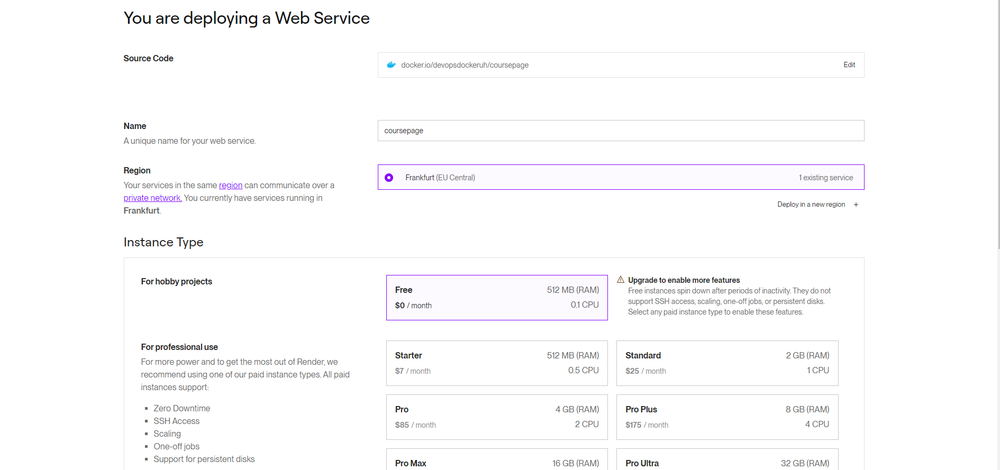 You are deploying a Web Service
Source Code
docker.io/devopsdockeruh/coursepage
Edit
Name
A unique name for your web service.
coursepage
Region
Your services in the same region can communicate over a
private network. You currently have services running in
Frankfurt.
Frankfurt (EU Central)
1 existing service
Deploy in a new region +
Instance Type
For hobby projects
Free
512 MB (RAM)
$0 / month
0.1 CPU
Upgrade to enable more features
Free instances spin down after periods of inactivity. They do not
support SSH access, scaling, one-off jobs, or persistent disks.
Select any paid instance type to enable these features.
For professional use
For more power and to get the most out of Render, we
recommend using one of our paid instance types. All paid
instances support:
Zero Downtime
SSH Access
Scaling
One-off jobs
Support for persistent disks
Starter
512 MB (RAM)
$7 / month
0.5 CPU
Standard
2 GB (RAM)
$25 / month
1 CPU
Pro
4 GB (RAM)
$85 / month
2 CPU
Pro Plus
8 GB (RAM)
$175 / month
4 CPU
Pro Max
16 GB (RAM)
Pro Ultra
32 GB (RAM)